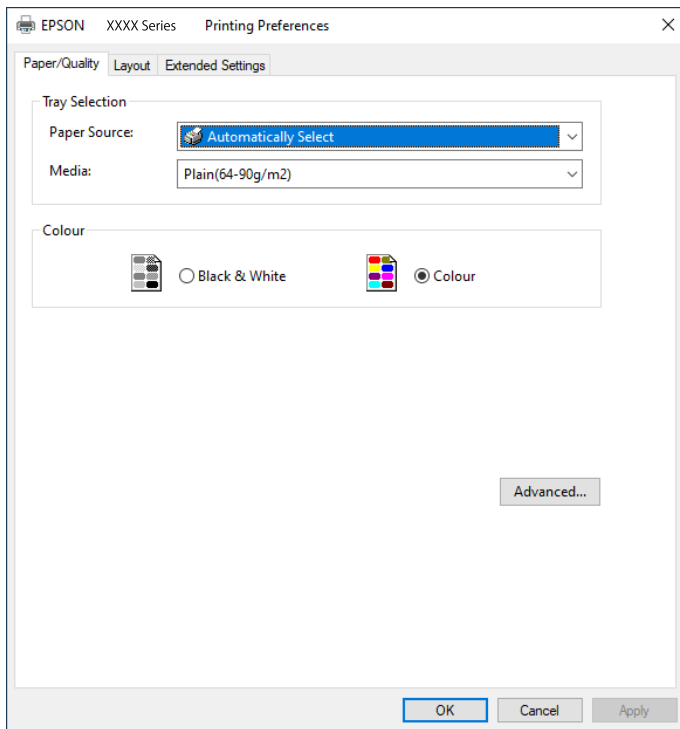 EPSON XXXX Series Printing Preferences
Paper/Quality Layout Extended Settings
Tray Selection
Paper Source: Automatically Select
Media: Plain(64-90g/m2)
Colour
Black & White Colour
Advanced...
OK Cancel Apply